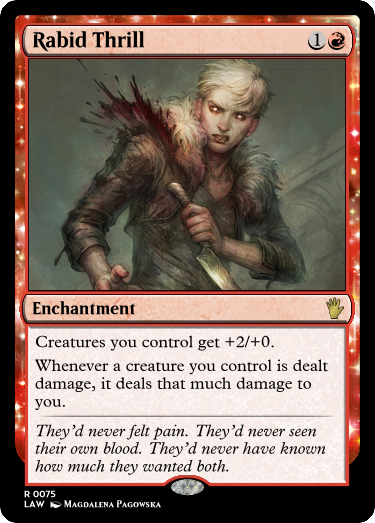 Rabid Thrill
1
Enchantment
Creatures you control get +2/+0.
Whenever a creature you control is dealt
damage, it deals that much damage to
you.
They'd never felt pain. They'd never seen
their own blood. They'd never have known
how much they wanted both.
R 0075
LAW Magdalena Pagowska